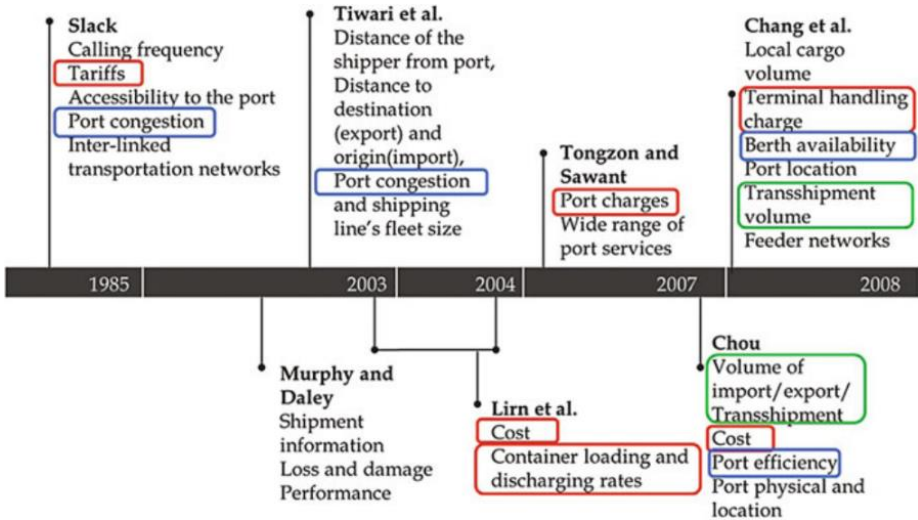 Slack
Calling frequency
Tariffs
Accessibility to the port
Port congestion
Inter-linked
transportation networks
Tiwari et al.
Distance of the
shipper from port,
Distance to
destination
(export) and
origin(import),
Port congestion
and shipping
line's fleet size
Tongzon and
Sawant
Port charges
Wide range of
port services
Chang et al.
Local cargo
volume
Terminal handling
charge
Berth availability
Port location
Transshipment
volume
Feeder networks
1985
2003
2004
2007
2008
Murphy and
Daley
Shipment
information
Loss and damage
Performance
Lirn et al.
Cost
Container loading and
discharging rates
Chou
Volume of
import/export/
Transshipment
Cost
Port efficiency
Port physical and
location